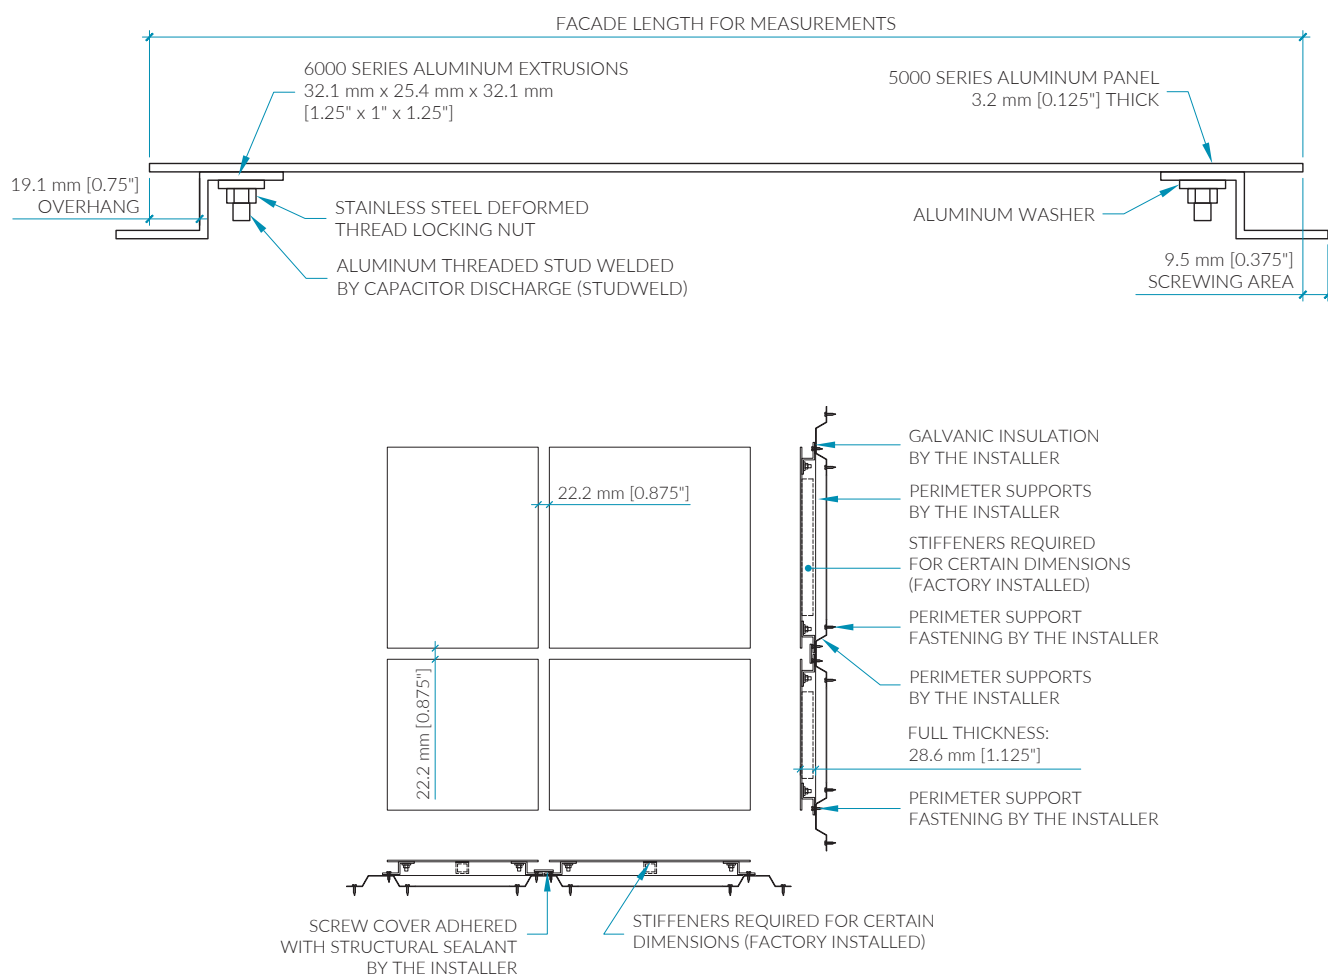 FACADE LENGTH FOR MEASUREMENTS
6000 SERIES ALUMINUM EXTRUSIONS
32.1 mm x 25.4 mm x 32.1 mm
[1.25" x 1" x 1.25"]
5000 SERIES ALUMINUM PANEL
3.2 mm [0.125"] THICK
19.1 mm [0.75"]
OVERHANG
STAINLESS STEEL DEFORMED
THREAD LOCKING NUT
ALUMINUM WASHER
ALUMINUM THREADED STUD WELDED
BY CAPACITOR DISCHARGE (STUDWELD)
9.5 mm [0.375"]
SCREWING AREA
22.2 mm [0.875"]
22.2 mm [0.875"]
GALVANIC INSULATION
BY THE INSTALLER
PERIMETER SUPPORTS
BY THE INSTALLER
STIFFENERS REQUIRED
FOR CERTAIN DIMENSIONS
(FACTORY INSTALLED)
PERIMETER SUPPORT
FASTENING BY THE INSTALLER
PERIMETER SUPPORTS
BY THE INSTALLER
FULL THICKNESS:
28.6 mm [1.125"]
PERIMETER SUPPORT
FASTENING BY THE INSTALLER
SCREW COVER ADHERED
WITH STRUCTURAL SEALANT
BY THE INSTALLER
STIFFENERS REQUIRED FOR CERTAIN
DIMENSIONS (FACTORY INSTALLED)